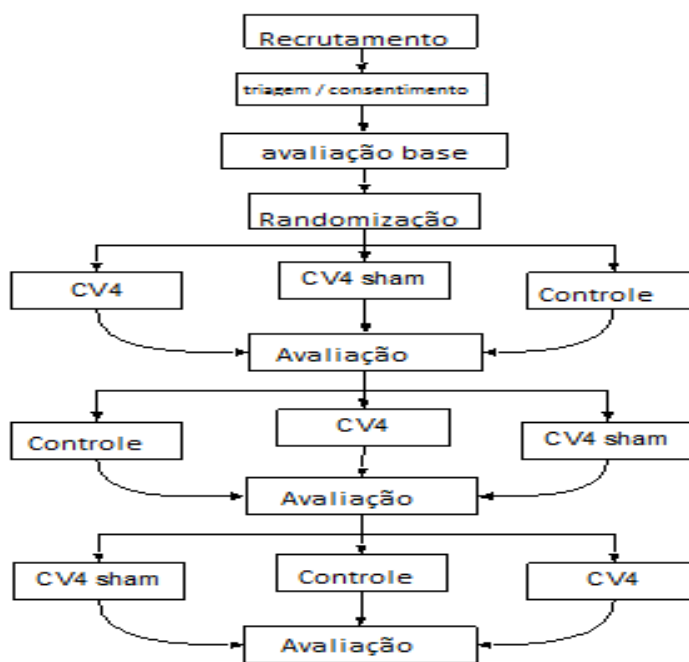 Recrutamento
triagem / consentimento
avaliação base
Randomização
CV4
CV4 sham
Controle
Avaliação
Controle
CV4
CV4 sham
Avaliação
CV4 sham
Controle
CV4
Avaliação